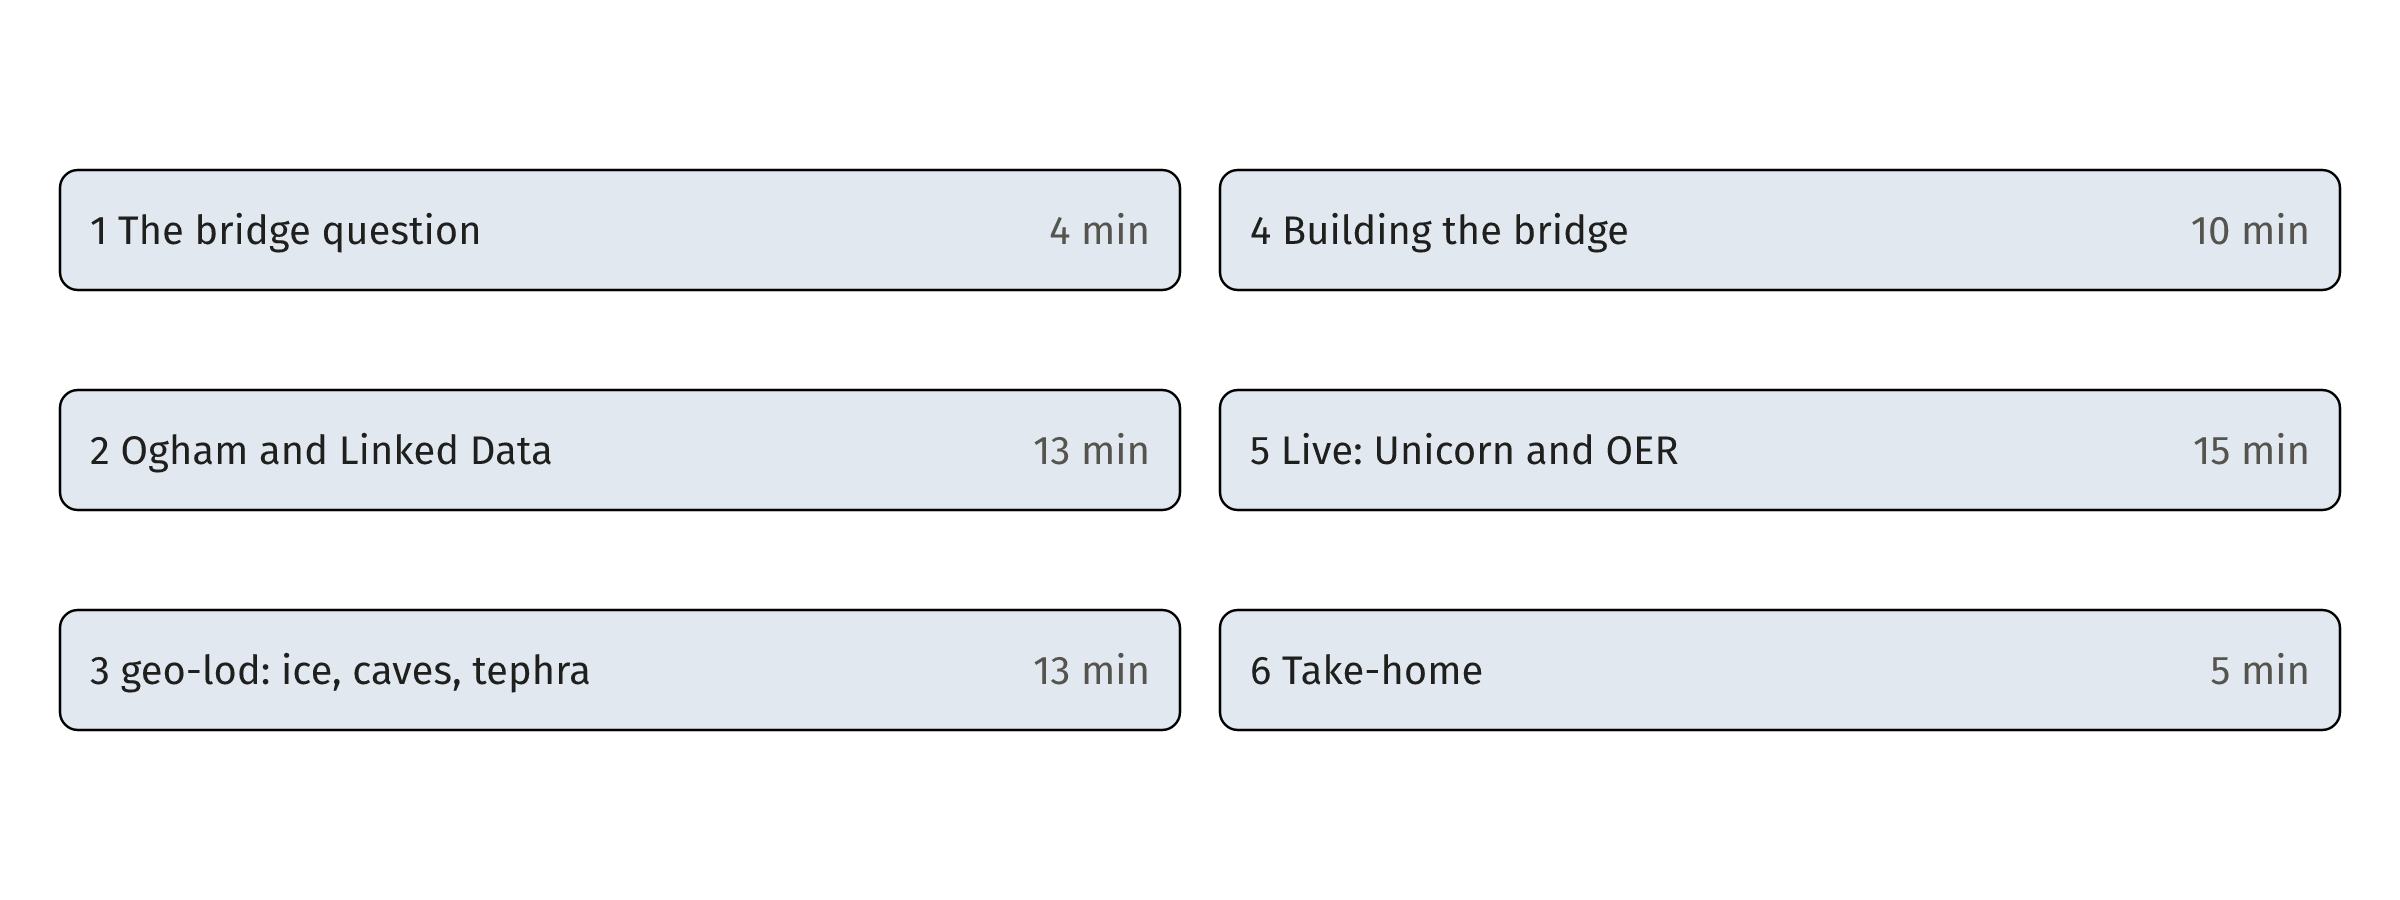 1 The bridge question 4 min
2 Ogham and Linked Data 13 min
3 geo-lod: ice, caves, tephra 13 min
4 Building the bridge 10 min
5 Live: Unicorn and OER 15 min
6 Take-home 5 min